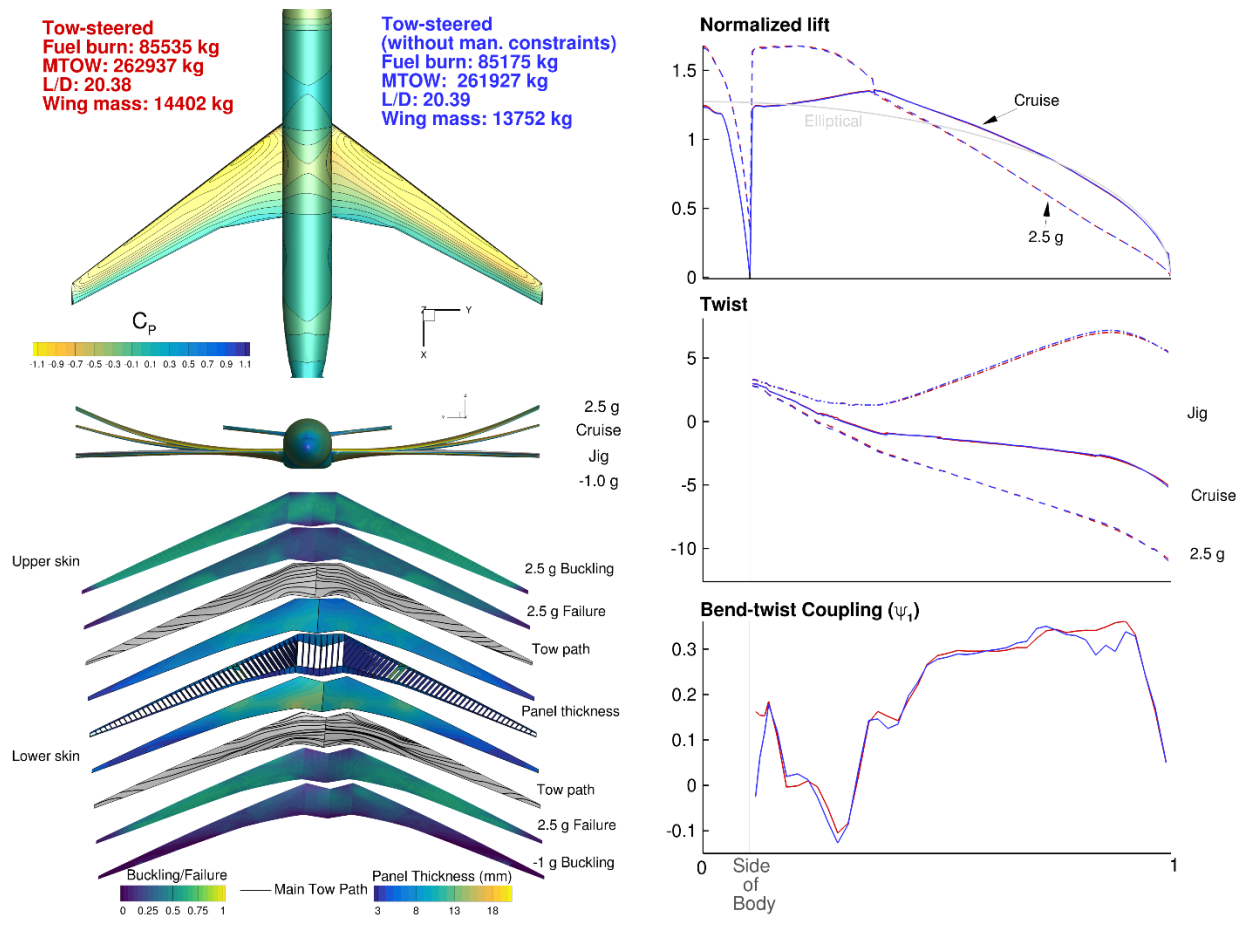 Tow-steered
Fuel burn: 85535 kg
MTOW: 262937 kg
L/D: 20.38
Wing mass: 14402 kg
Tow-steered
(without man. constraints)
Fuel burn: 85175 kg
MTOW: 261927 kg
L/D: 20.39
Wing mass: 13752 kg
Z
Y
X
C_P
-1.1 -0.9 -0.7 -0.5 -0.3 -0.1 0.1 0.3 0.5 0.7 0.9 1.1
2.5 g
Cruise
Jig
-1.0 g
Upper skin
2.5 g Buckling
2.5 g Failure
Tow path
Panel thickness
Lower skin
Tow path
2.5 g Failure
-1 g Buckling
Buckling/Failure
0 0.25 0.5 0.75 1
Main Tow Path
Panel Thickness (mm)
3 8 13 18
Normalized lift
1.5
1
0.5
0
Cruise
Elliptical
2.5 g
Twist
5
0
-5
-10
Jig
Cruise
2.5 g
Bend-twist Coupling (ψ₁)
0.3
0.2
0.1
0
-0.1
0
1
Side
of
Body